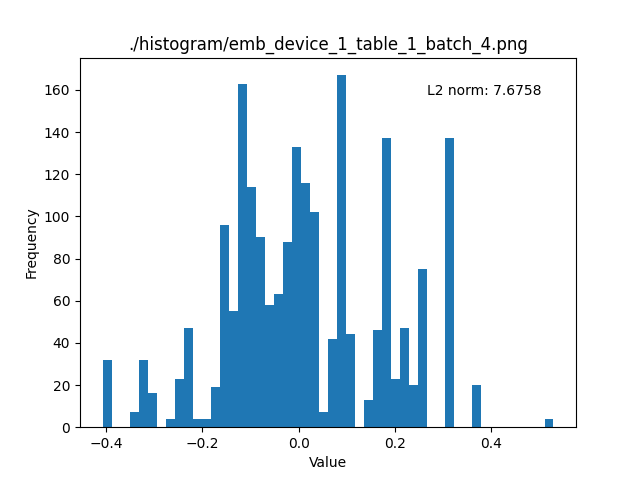 ./histogram/emb_device_1_table_1_batch_4.png
L2 norm: 7.6758
160
140
120
100
80
60
40
20
0
Frequency
−0.4 −0.2 0.0 0.2 0.4
Value